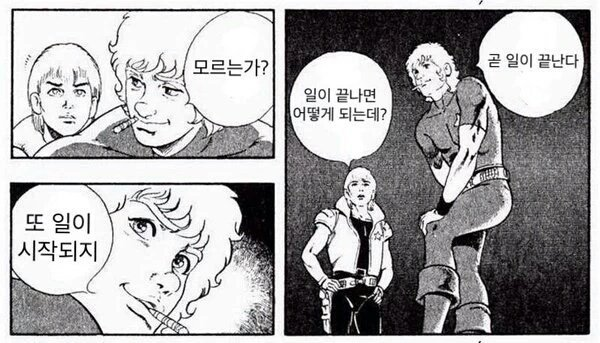 곧 일이 끝난다
일이 끝나면
어떻게 되는데?
모르는가?
또 일이
시작되지